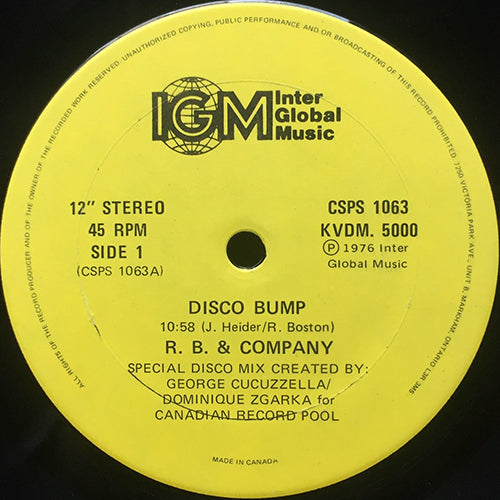 ALL RIGHTS OF THE RECORD PRODUCER AND OF THE OWNER OF THE RECORDED WORK RESERVED. UNAUTHORIZED COPYING, PUBLIC PERFORMANCE AND OR BROADCASTING OF THIS RECORD PROHIBITED. 7290 VICTORIA PARK AVE., UNIT B, MARKHAM, ONTARIO L3R 3M5
IGM Inter
Global
Music
12" STEREO
45 RPM
SIDE 1
(CSPS 1063A)
CSPS 1063
KVDM. 5000
Ⓟ 1976 Inter
Global Music
DISCO BUMP
10:58 (J. Heider/R. Boston)
R. B. & COMPANY
SPECIAL DISCO MIX CREATED BY:
GEORGE CUCUZZELLA/
DOMINIQUE ZGARKA for
CANADIAN RECORD POOL
MADE IN CANADA